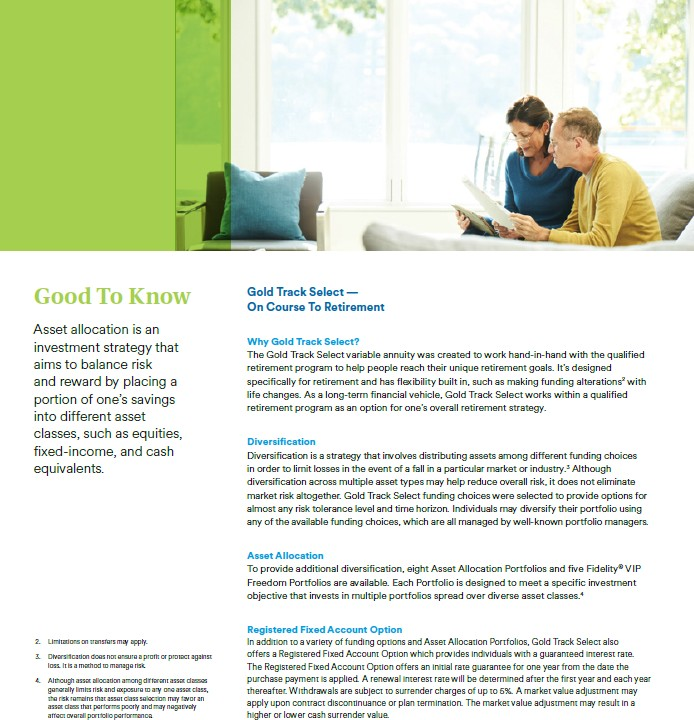 Good To Know
Asset allocation is an
investment strategy that
aims to balance risk
and reward by placing a
portion of one's savings
into different asset
classes, such as equities,
fixed-income, and cash
equivalents.
2. Limitations on transfers may apply.
3. Diversification does not ensure a profit or protect against
loss. It is a method to manage risk.
4. Although asset allocation among different asset classes
generally limits risk and exposure to any one asset class,
the risk remains that asset class selection may favor an
asset class that performs poorly and may negatively
affect overall portfolio performance.
Gold Track Select —
On Course To Retirement
Why Gold Track Select?
The Gold Track Select variable annuity was created to work hand-in-hand with the qualified
retirement program to help people reach their unique retirement goals. It's designed
specifically for retirement and has flexibility built in, such as making funding alterations² with
life changes. As a long-term financial vehicle, Gold Track Select works within a qualified
retirement program as an option for one's overall retirement strategy.
Diversification
Diversification is a strategy that involves distributing assets among different funding choices
in order to limit losses in the event of a fall in a particular market or industry.³ Although
diversification across multiple asset types may help reduce overall risk, it does not eliminate
market risk altogether. Gold Track Select funding choices were selected to provide options for
almost any risk tolerance level and time horizon. Individuals may diversify their portfolio using
any of the available funding choices, which are all managed by well-known portfolio managers.
Asset Allocation
To provide additional diversification, eight Asset Allocation Portfolios and five Fidelity® VIP
Freedom Portfolios are available. Each Portfolio is designed to meet a specific investment
objective that invests in multiple portfolios spread over diverse asset classes.⁴
Registered Fixed Account Option
In addition to a variety of funding options and Asset Allocation Portfolios, Gold Track Select also
offers a Registered Fixed Account Option which provides individuals with a guaranteed interest rate.
The Registered Fixed Account Option offers an initial rate guarantee for one year from the date the
purchase payment is applied. A renewal interest rate will be determined after the first year and each year
thereafter. Withdrawals are subject to surrender charges of up to 5%. A market value adjustment may
apply upon contract discontinuance or plan termination. The market value adjustment may result in a
higher or lower cash surrender value.